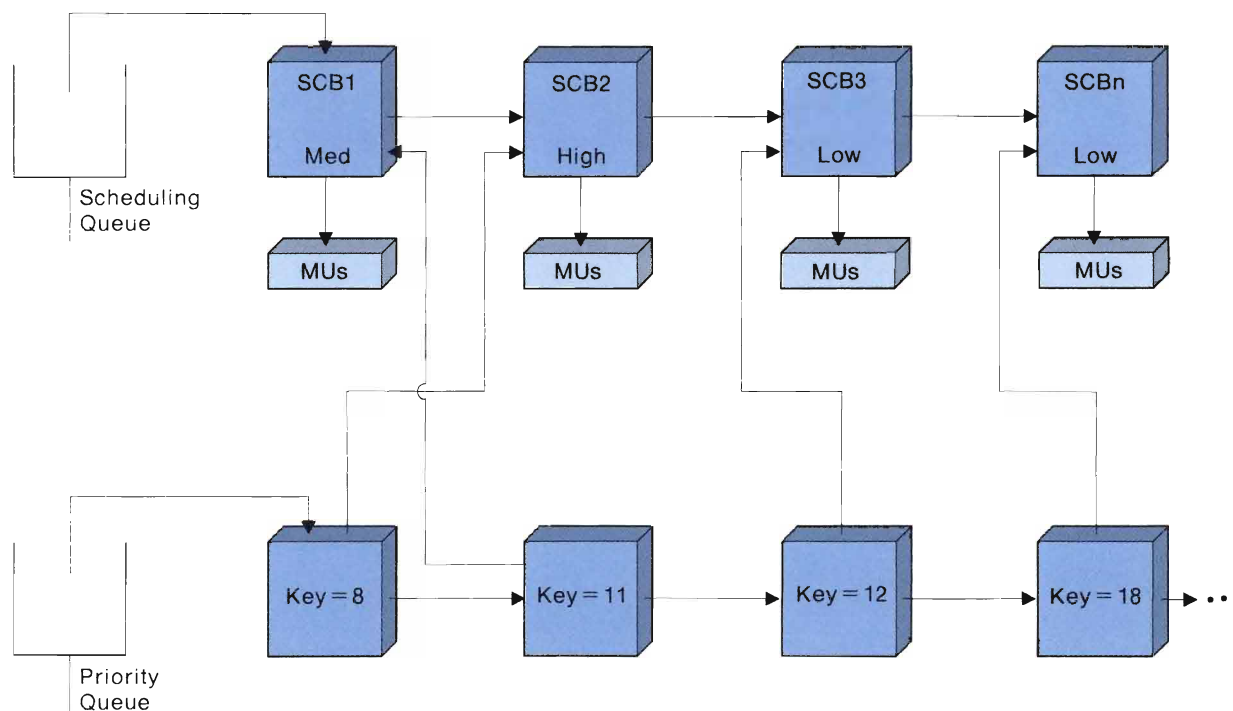 SCB1
Med
SCB2
High
SCB3
Low
SCBn
Low
Scheduling
Queue
MUs
MUs
MUs
MUs
Key = 8
Key = 11
Key = 12
Key = 18
Priority
Queue